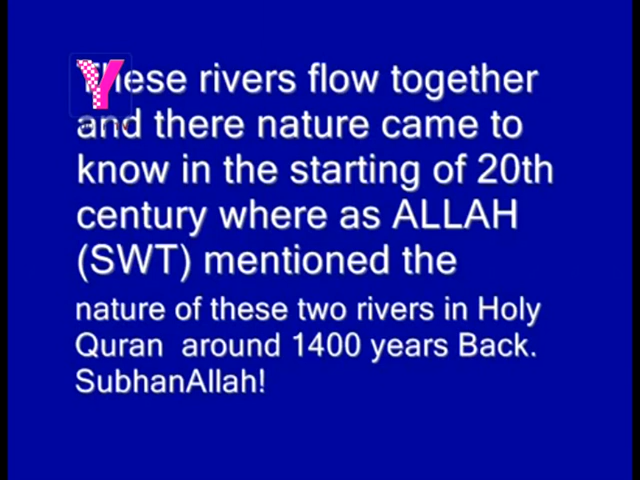 These rivers flow together
and there nature came to
know in the starting of 20th
century where as ALLAH
(SWT) mentioned the
nature of these two rivers in Holy
Quran around 1400 years Back.
SubhanAllah!